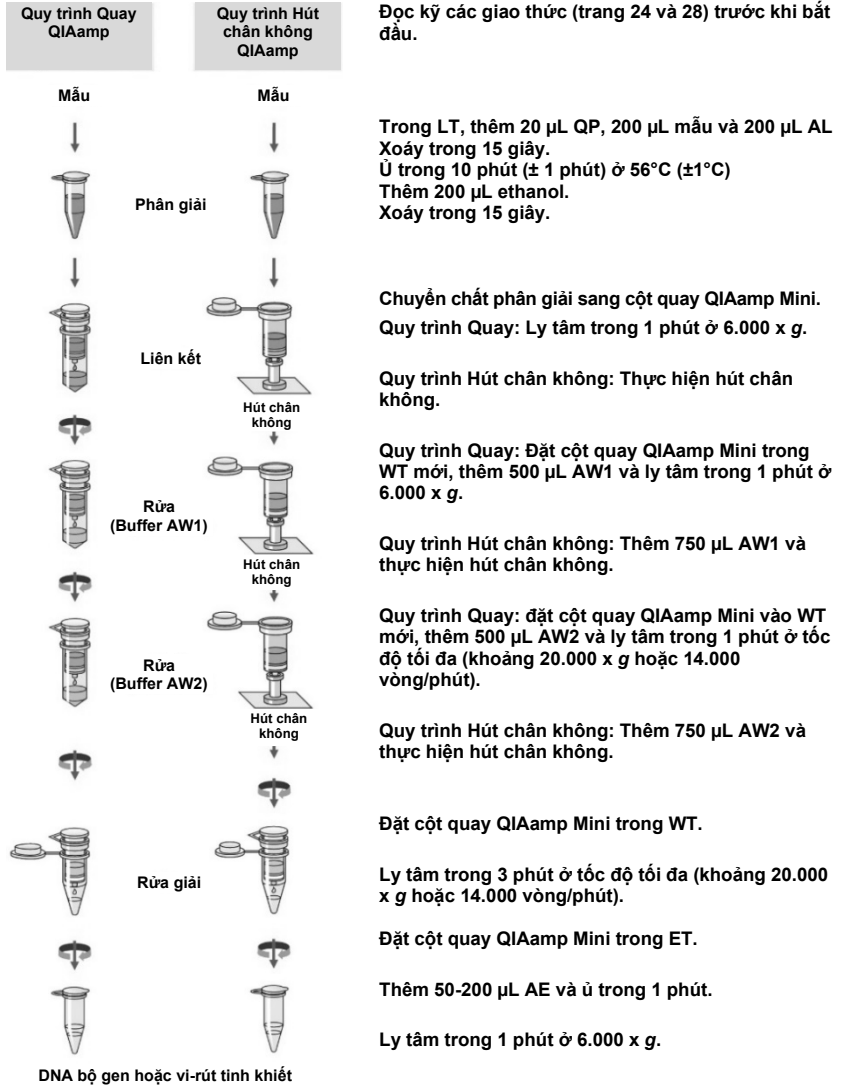 Quy trình Quay
QIAamp
Quy trình Hút
chân không
QIAamp
Đọc kỹ các giao thức (trang 24 và 28) trước khi bắt
đầu.
Mẫu
Mẫu
Trong LT, thêm 20 µL QP, 200 µL mẫu và 200 µL AL
Xoáy trong 15 giây.
Ủ trong 10 phút (± 1 phút) ở 56°C (±1°C)
Thêm 200 µL ethanol.
Xoáy trong 15 giây.
Phân giải
Chuyển chất phân giải sang cột quay QIAamp Mini.
Quy trình Quay: Ly tâm trong 1 phút ở 6.000 x g.
Liên kết
Quy trình Hút chân không: Thực hiện hút chân
không.
Hút chân
không
Quy trình Quay: Đặt cột quay QIAamp Mini trong
WT mới, thêm 500 µL AW1 và ly tâm trong 1 phút ở
6.000 x g.
Rửa
(Buffer AW1)
Quy trình Hút chân không: Thêm 750 µL AW1 và
thực hiện hút chân không.
Hút chân
không
Quy trình Quay: đặt cột quay QIAamp Mini vào WT
mới, thêm 500 µL AW2 và ly tâm trong 1 phút ở tốc
độ tối đa (khoảng 20.000 x g hoặc 14.000
vòng/phút).
Rửa
(Buffer AW2)
Hút chân
không
Quy trình Hút chân không: Thêm 750 µL AW2 và
thực hiện hút chân không.
Đặt cột quay QIAamp Mini trong WT.
Rửa giải
Ly tâm trong 3 phút ở tốc độ tối đa (khoảng 20.000
x g hoặc 14.000 vòng/phút).
Đặt cột quay QIAamp Mini trong ET.
Thêm 50-200 µL AE và ủ trong 1 phút.
Ly tâm trong 1 phút ở 6.000 x g.
DNA bộ gen hoặc vi-rút tinh khiết